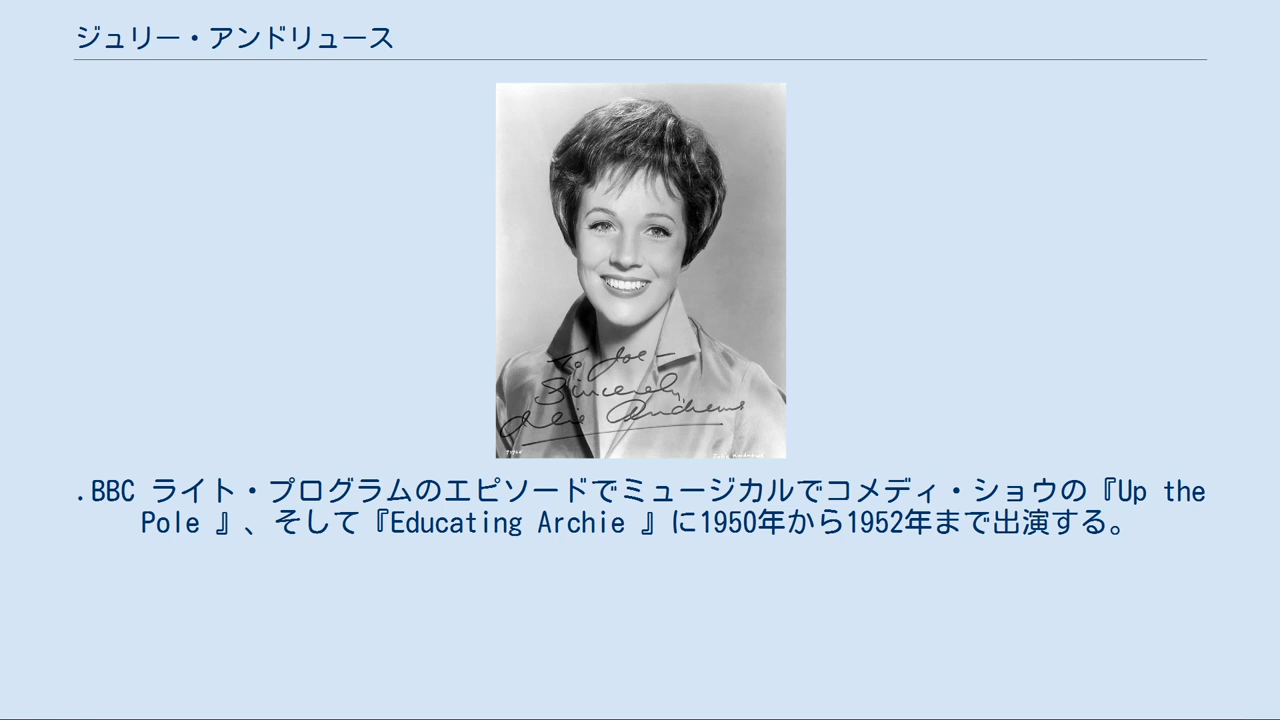 ジュリー・アンドリュース
To Joe -
Sincerely,
Julie Andrews
.BBC ライト・プログラムのエピソードでミュージカルでコメディ・ショウの『Up the
Pole 』、そして『Educating Archie 』に1950年から1952年まで出演する。